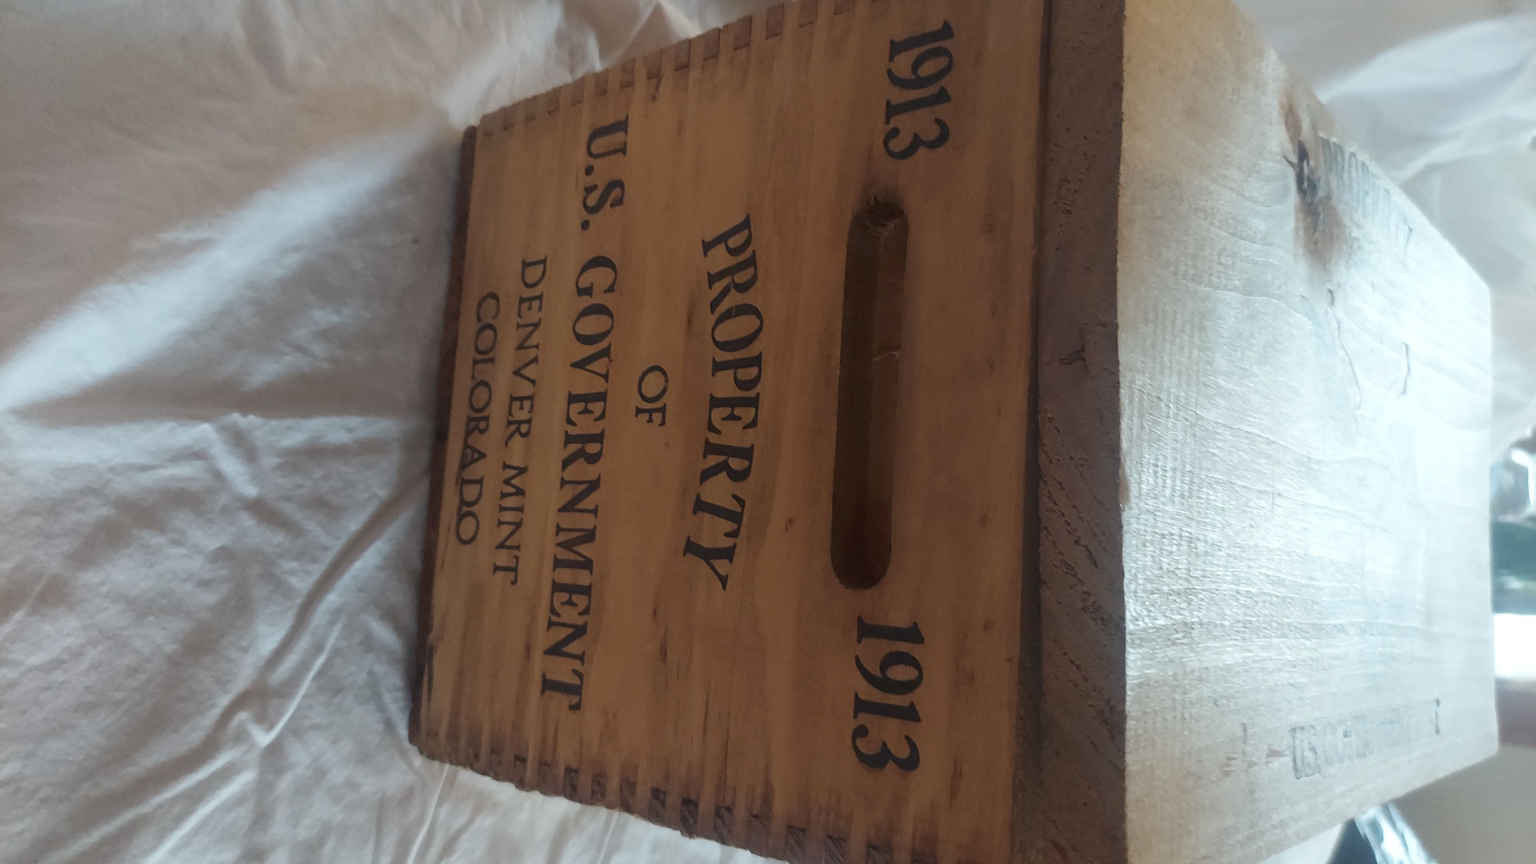 1913 1913
PROPERTY
OF
U.S. GOVERNMENT
DENVER MINT
COLORADO